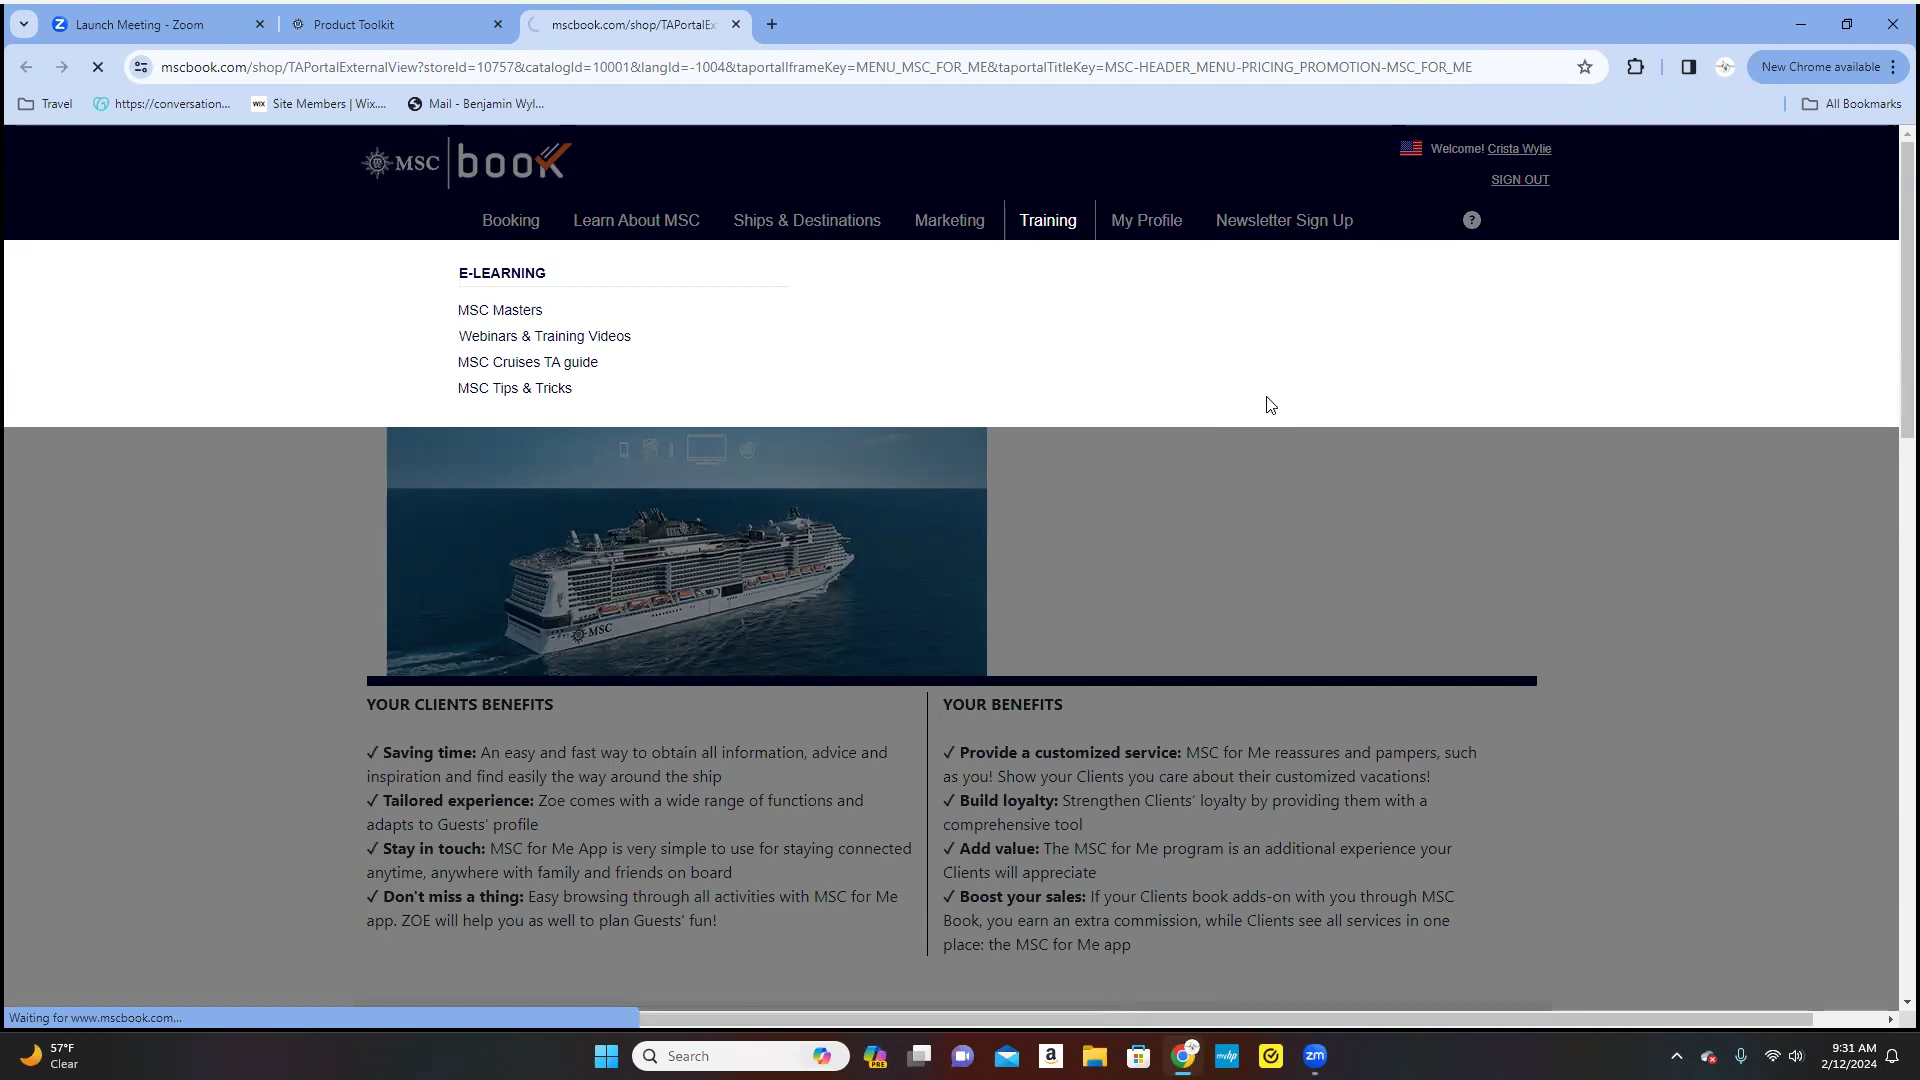 Launch Meeting - Zoom
Product Toolkit
mscbook.com/shop/TAPortalEx
mscbook.com/shop/TAPortalExternalView?storeId=10757&catalogId=10001&langId=-1004&taportalIframeKey=MENU_MSC_FOR_ME&taportalTitleKey=MSC-HEADER_MENU-PRICING_PROMOTION-MSC_FOR_ME
New Chrome available
Travel
https://conversation...
WIX Site Members | Wix....
Mail - Benjamin Wyl...
All Bookmarks
MSC book
Welcome! Crista Wylie
SIGN OUT
Booking
Learn About MSC
Ships & Destinations
Marketing
Training
My Profile
Newsletter Sign Up
?
E-LEARNING
MSC Masters
Webinars & Training Videos
MSC Cruises TA guide
MSC Tips & Tricks
MSC
YOUR CLIENTS BENEFITS
✓ Saving time: An easy and fast way to obtain all information, advice and
inspiration and find easily the way around the ship
✓ Tailored experience: Zoe comes with a wide range of functions and
adapts to Guests' profile
✓ Stay in touch: MSC for Me App is very simple to use for staying connected
anytime, anywhere with family and friends on board
✓ Don't miss a thing: Easy browsing through all activities with MSC for Me
app. ZOE will help you as well to plan Guests' fun!
YOUR BENEFITS
✓ Provide a customized service: MSC for Me reassures and pampers, such
as you! Show your Clients you care about their customized vacations!
✓ Build loyalty: Strengthen Clients' loyalty by providing them with a
comprehensive tool
✓ Add value: The MSC for Me program is an additional experience your
Clients will appreciate
✓ Boost your sales: If your Clients book adds-on with you through MSC
Book, you earn an extra commission, while Clients see all services in one
place: the MSC for Me app
Waiting for www.mscbook.com...
57°F
Clear
Search
PRE
a
myhp
zm
9:31 AM
2/12/2024